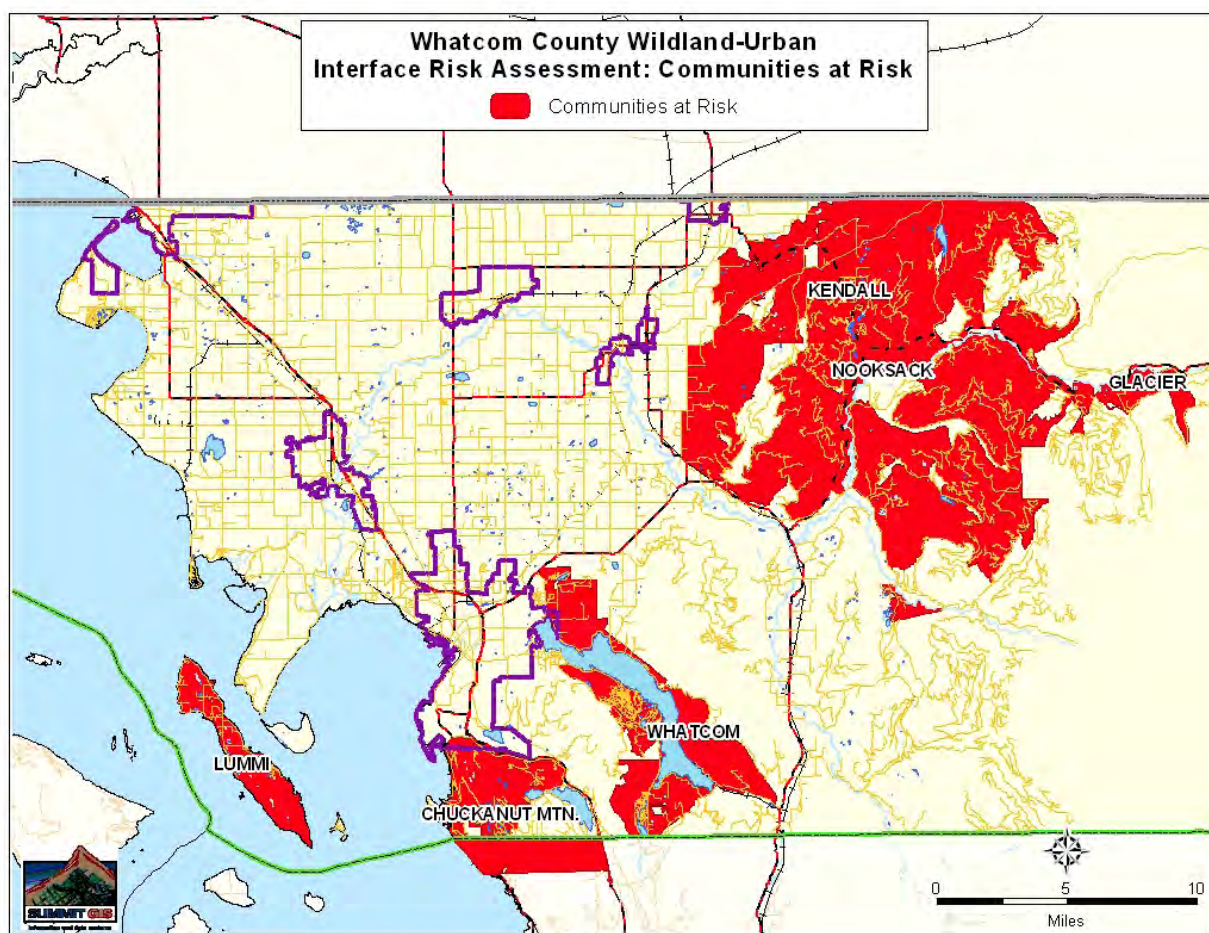 Whatcom County Wildland-Urban
Interface Risk Assessment: Communities at Risk
Communities at Risk
KENDALL
NOOKSACK
GLACIER
WHATCOM
LUMMI
CHUCKANUT MTN.
SUMMIT GIS
0 5 10
Miles